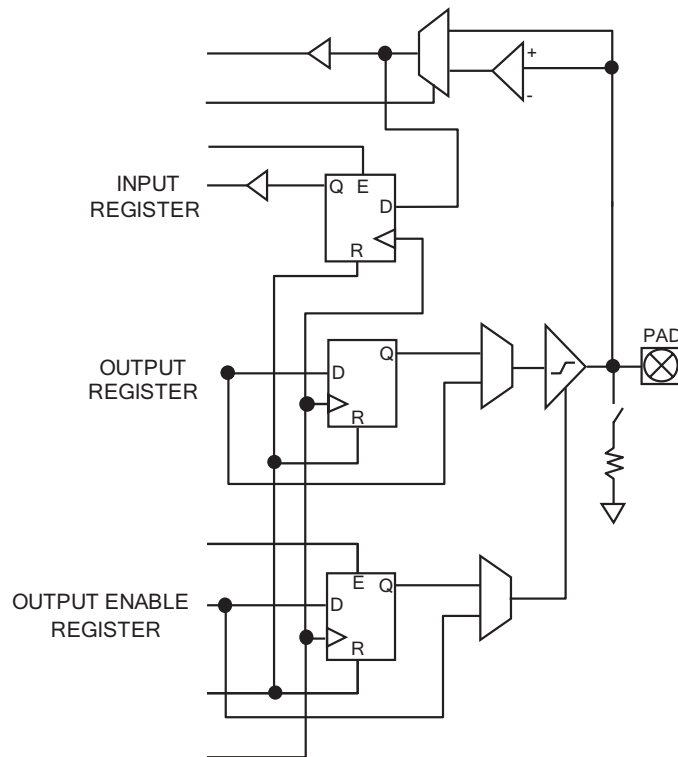 +
-
INPUT
REGISTER
Q E
D
R
PAD
OUTPUT
REGISTER
Q
D
R
OUTPUT ENABLE
REGISTER
E Q
D
R